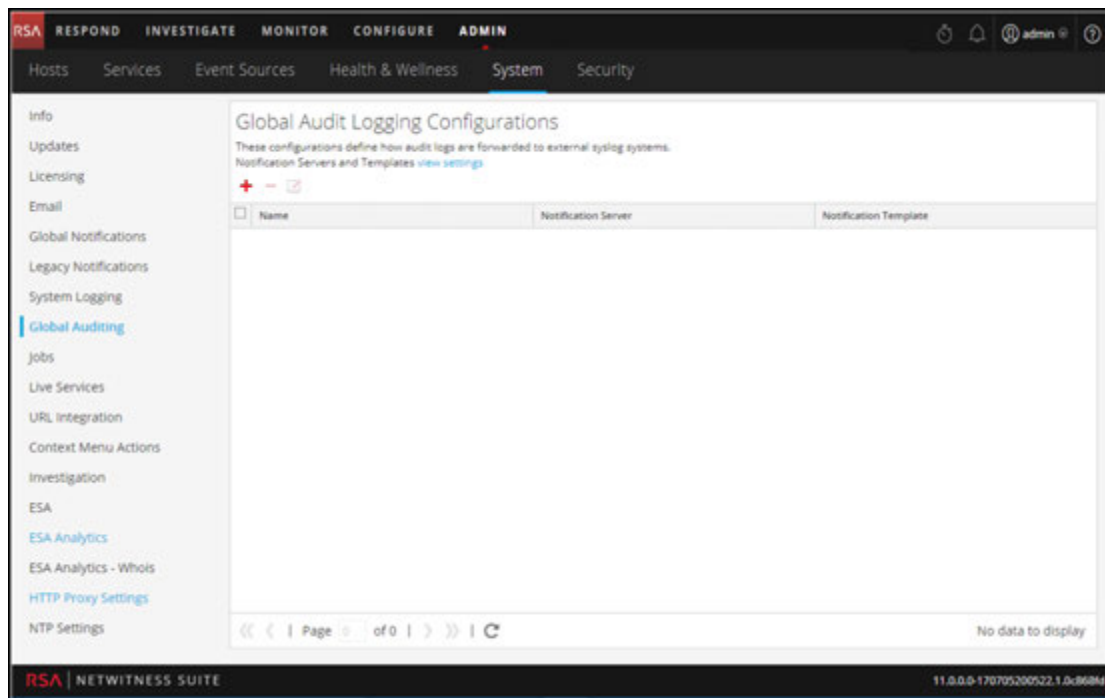 RSA RESPOND INVESTIGATE MONITOR CONFIGURE ADMIN admin
Hosts Services Event Sources Health & Wellness System Security
Info
Updates
Licensing
Email
Global Notifications
Legacy Notifications
System Logging
Global Auditing
Jobs
Live Services
URL Integration
Context Menu Actions
Investigation
ESA
ESA Analytics
ESA Analytics - Whois
HTTP Proxy Settings
NTP Settings
Global Audit Logging Configurations
These configurations define how audit logs are forwarded to external syslog systems.
Notification Servers and Templates view settings
Name Notification Server Notification Template
Page 0 of 0 No data to display
RSA NETWITNESS SUITE